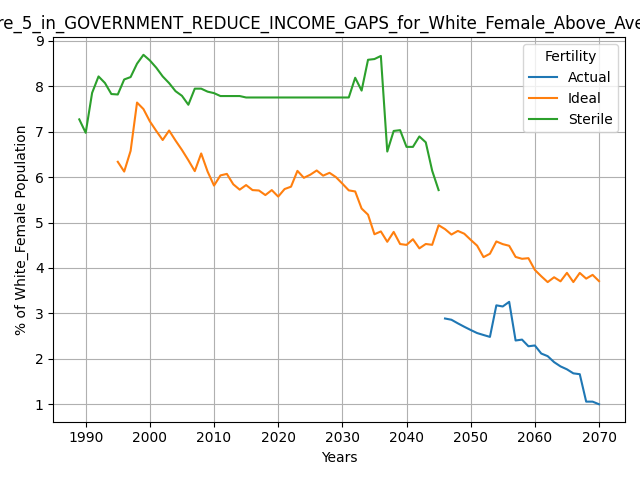 re_5_in_GOVERNMENT_REDUCE_INCOME_GAPS_for_White_Female_Above_Ave
9
8
7
6
5
4
3
2
1
% of White_Female Population
Fertility
Actual
Ideal
Sterile
1990 2000 2010 2020 2030 2040 2050 2060 2070
Years